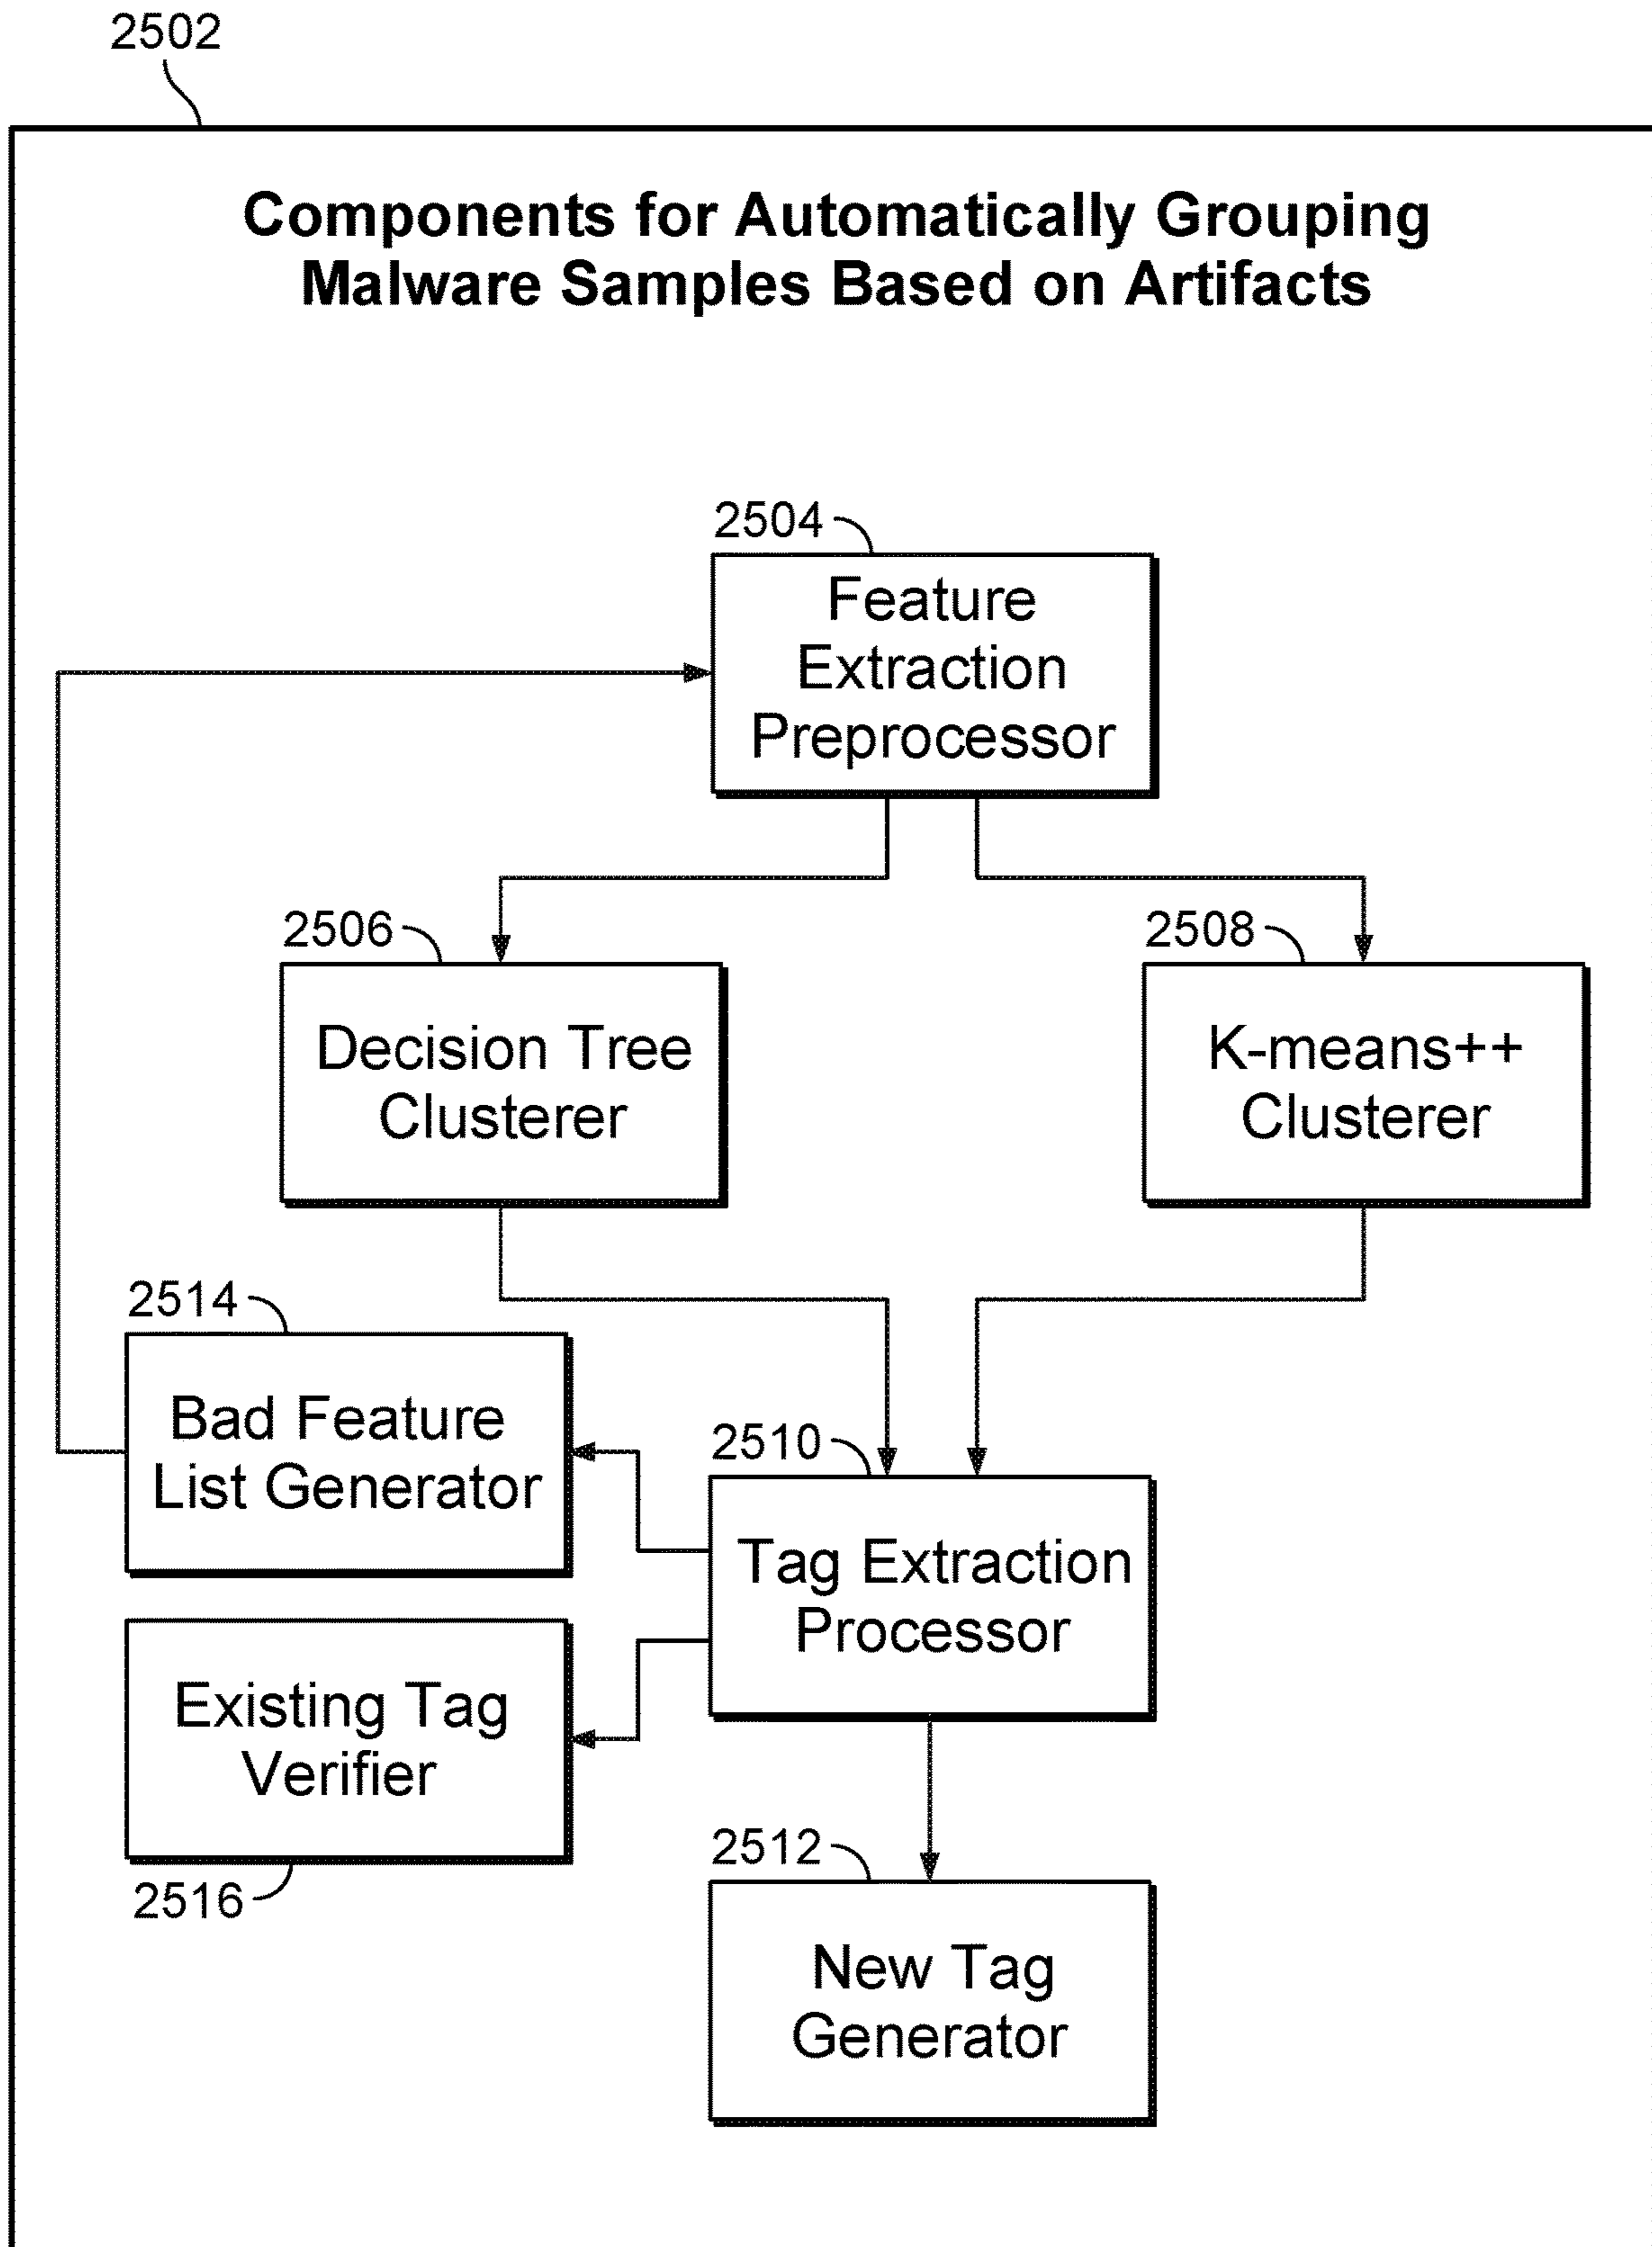 2502
Components for Automatically Grouping
Malware Samples Based on Artifacts
2504
Feature
Extraction
Preprocessor
2506
Decision Tree
Clusterer
2508
K-means++
Clusterer
2514
Bad Feature
List Generator
2510
Tag Extraction
Processor
Existing Tag
Verifier
2516
2512
New Tag
Generator